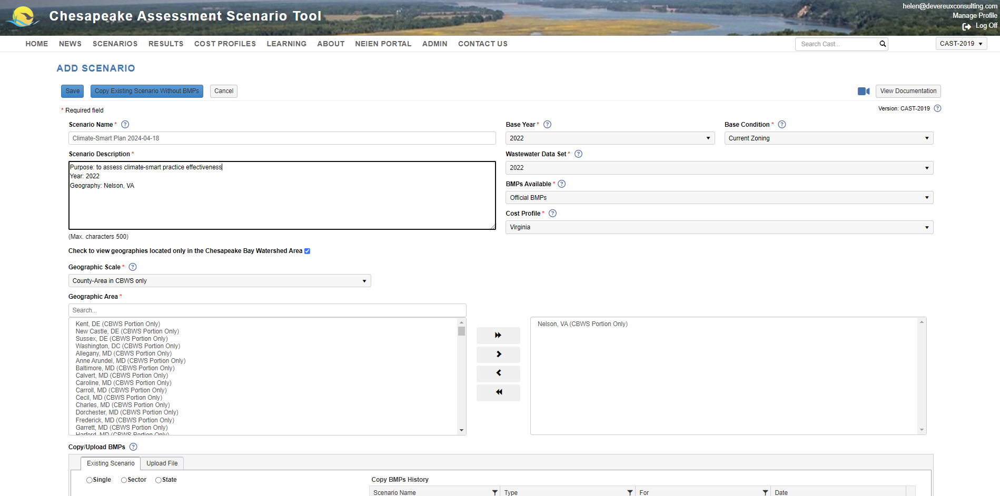 helen@devereuxconsulting.com
Chesapeake Assessment Scenario Tool
Manage Profile
Log Off
HOME NEWS SCENARIOS RESULTS COST PROFILES LEARNING ABOUT NEIEN PORTAL ADMIN CONTACT US Search Cast... CAST-2019
ADD SCENARIO
Save Copy Existing Scenario Without BMPs Cancel View Documentation
* Required field Version: CAST-2019 ?
Scenario Name * ? Base Year * ? Base Condition * ?
Climate-Smart Plan 2024-04-18 2022 Current Zoning
Scenario Description * Wastewater Data Set * ?
Purpose: to assess climate-smart practice effectiveness 2022
Year: 2022
Geography: Nelson, VA BMPs Available * ?
Official BMPs
Cost Profile * ?
Virginia
(Max. characters 500)
Check to view geographies located only in the Chesapeake Bay Watershed Area
Geographic Scale * ?
County-Area in CBWS only
Geographic Area *
Search...
Kent, DE (CBWS Portion Only) Nelson, VA (CBWS Portion Only)
New Castle, DE (CBWS Portion Only)
Sussex, DE (CBWS Portion Only)
Washington, DC (CBWS Portion Only)
Allegany, MD (CBWS Portion Only)
Anne Arundel, MD (CBWS Portion Only)
Baltimore, MD (CBWS Portion Only)
Calvert, MD (CBWS Portion Only)
Caroline, MD (CBWS Portion Only)
Carroll, MD (CBWS Portion Only)
Cecil, MD (CBWS Portion Only)
Charles, MD (CBWS Portion Only)
Dorchester, MD (CBWS Portion Only)
Frederick, MD (CBWS Portion Only)
Garrett, MD (CBWS Portion Only)
Harford, MD (CBWS Portion Only)
Copy/Upload BMPs ?
Existing Scenario Upload File
Single Sector State Copy BMPs History
Scenario Name Type For Date